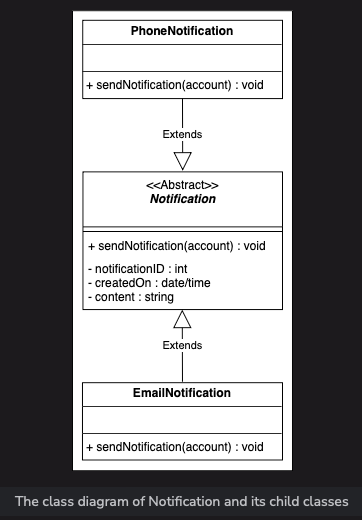 PhoneNotification
+ sendNotification(account) : void
Extends
<<Abstract>>
Notification
+ sendNotification(account) : void
- notificationID : int
- createdOn : date/time
- content : string
Extends
EmailNotification
+ sendNotification(account) : void
The class diagram of Notification and its child classes